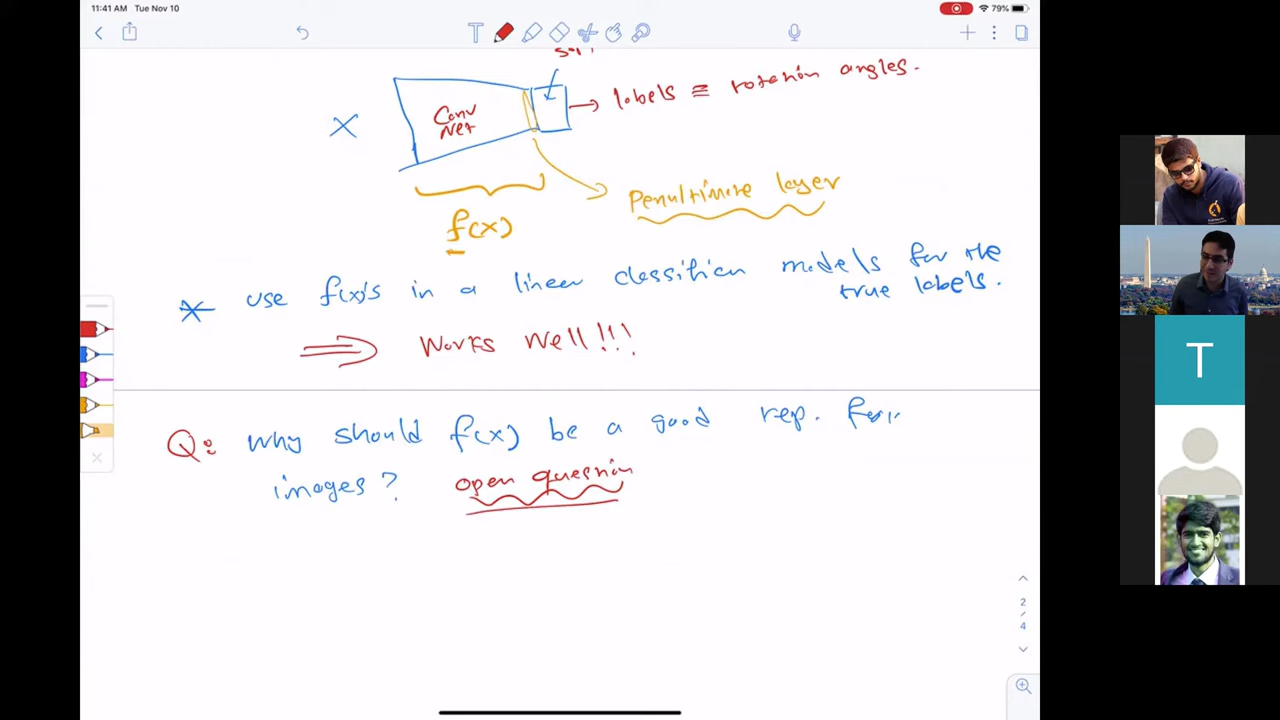 11:41 AM Tue Nov 10
79%
X
Conv
Net
labels ≡ rotation angles.
f(x)
Penultimate layer
* use f(x)'s in a linear classification models for the
true labels.
⟹ Works Well!!!
Q: why should f(x) be a good rep. for
images? open question
2
/
4
T